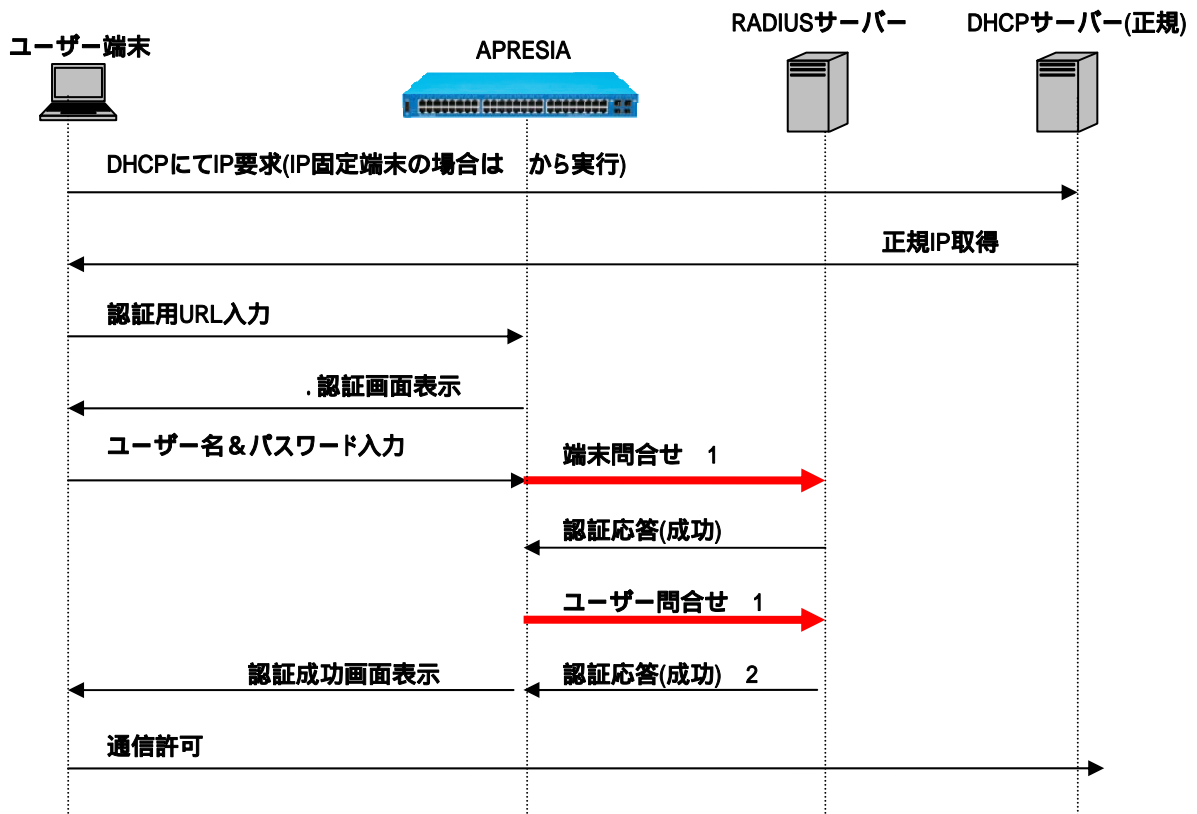 RADIUSサーバー
DHCPサーバー(正規)
ユーザー端末
APRESIA
DHCPにてIP要求(IP固定端末の場合は　から実行)
正規IP取得
認証用URL入力
．認証画面表示
ユーザー名＆パスワード入力
端末問合せ　1
認証応答(成功)
ユーザー問合せ　1
認証成功画面表示
認証応答(成功)　2
通信許可